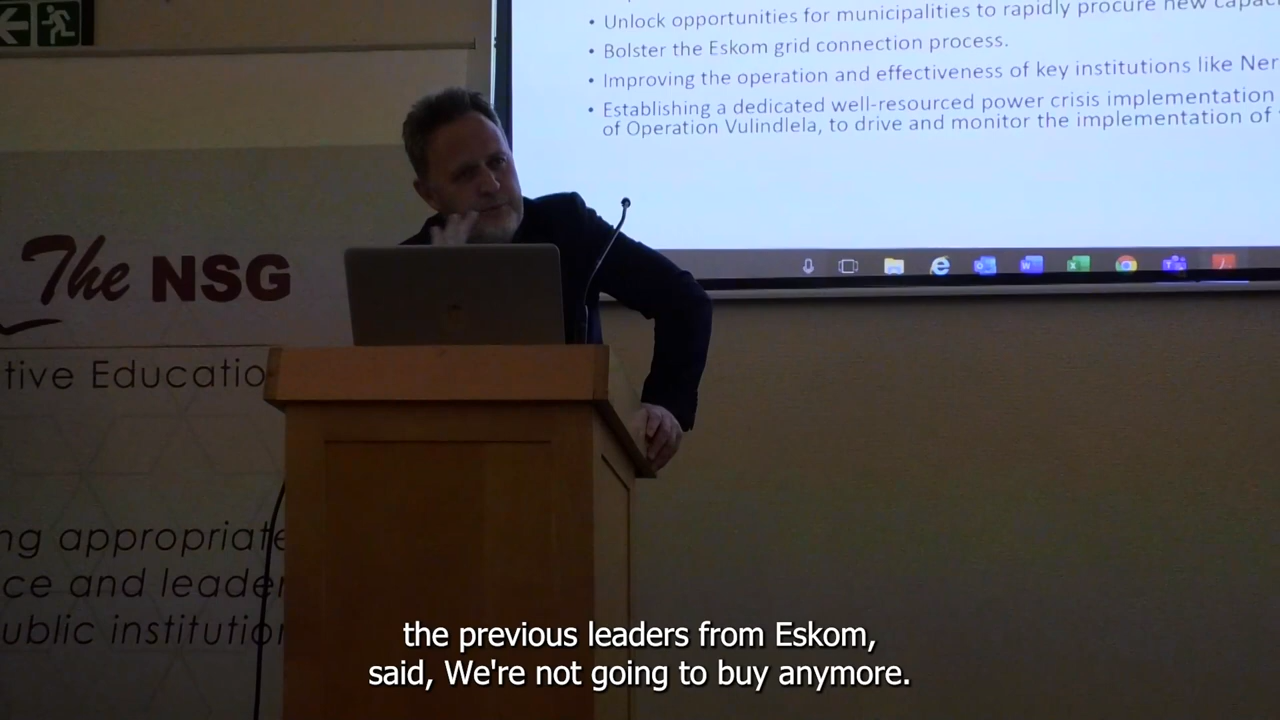 • Unlock opportunities for municipalities to rapidly procure new
• Bolster the Eskom grid connection process.
• Improving the operation and effectiveness of key institutions like
• Establishing a dedicated well-resourced power crisis implementation
of Operation Vulindlela, to drive and monitor the implementation of
The NSG
tive Educatio
ng appropriate
ce and leader
ublic institution
the previous leaders from Eskom,
said, We're not going to buy anymore.